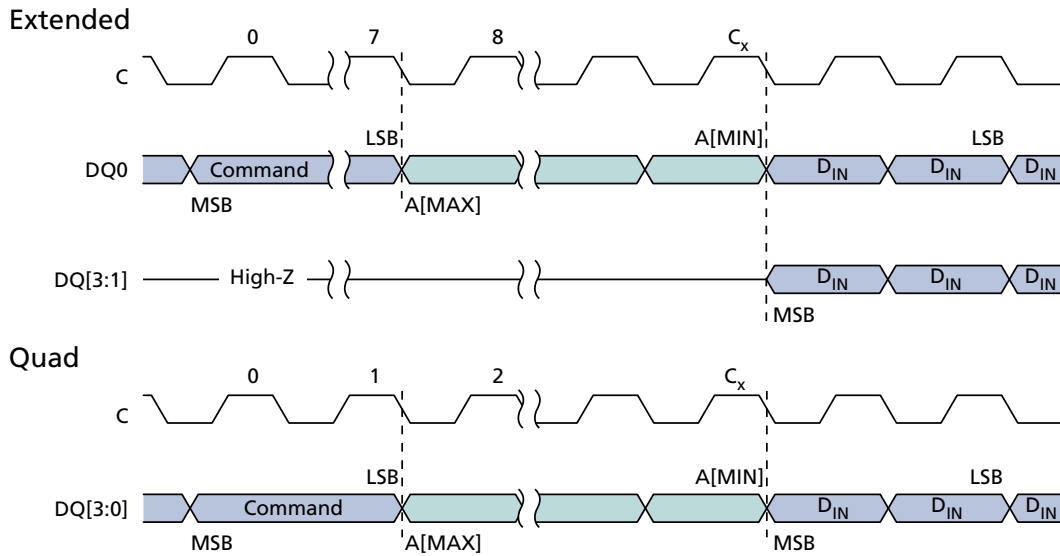 Extended
0 7 8 Cx
C
LSB A[MIN] LSB
DQ0 Command DIN DIN DIN
MSB A[MAX]
DQ[3:1] High-Z DIN DIN DIN
MSB
Quad
0 1 2 Cx
C
LSB A[MIN] LSB
DQ[3:0] Command DIN DIN DIN
MSB A[MAX] MSB